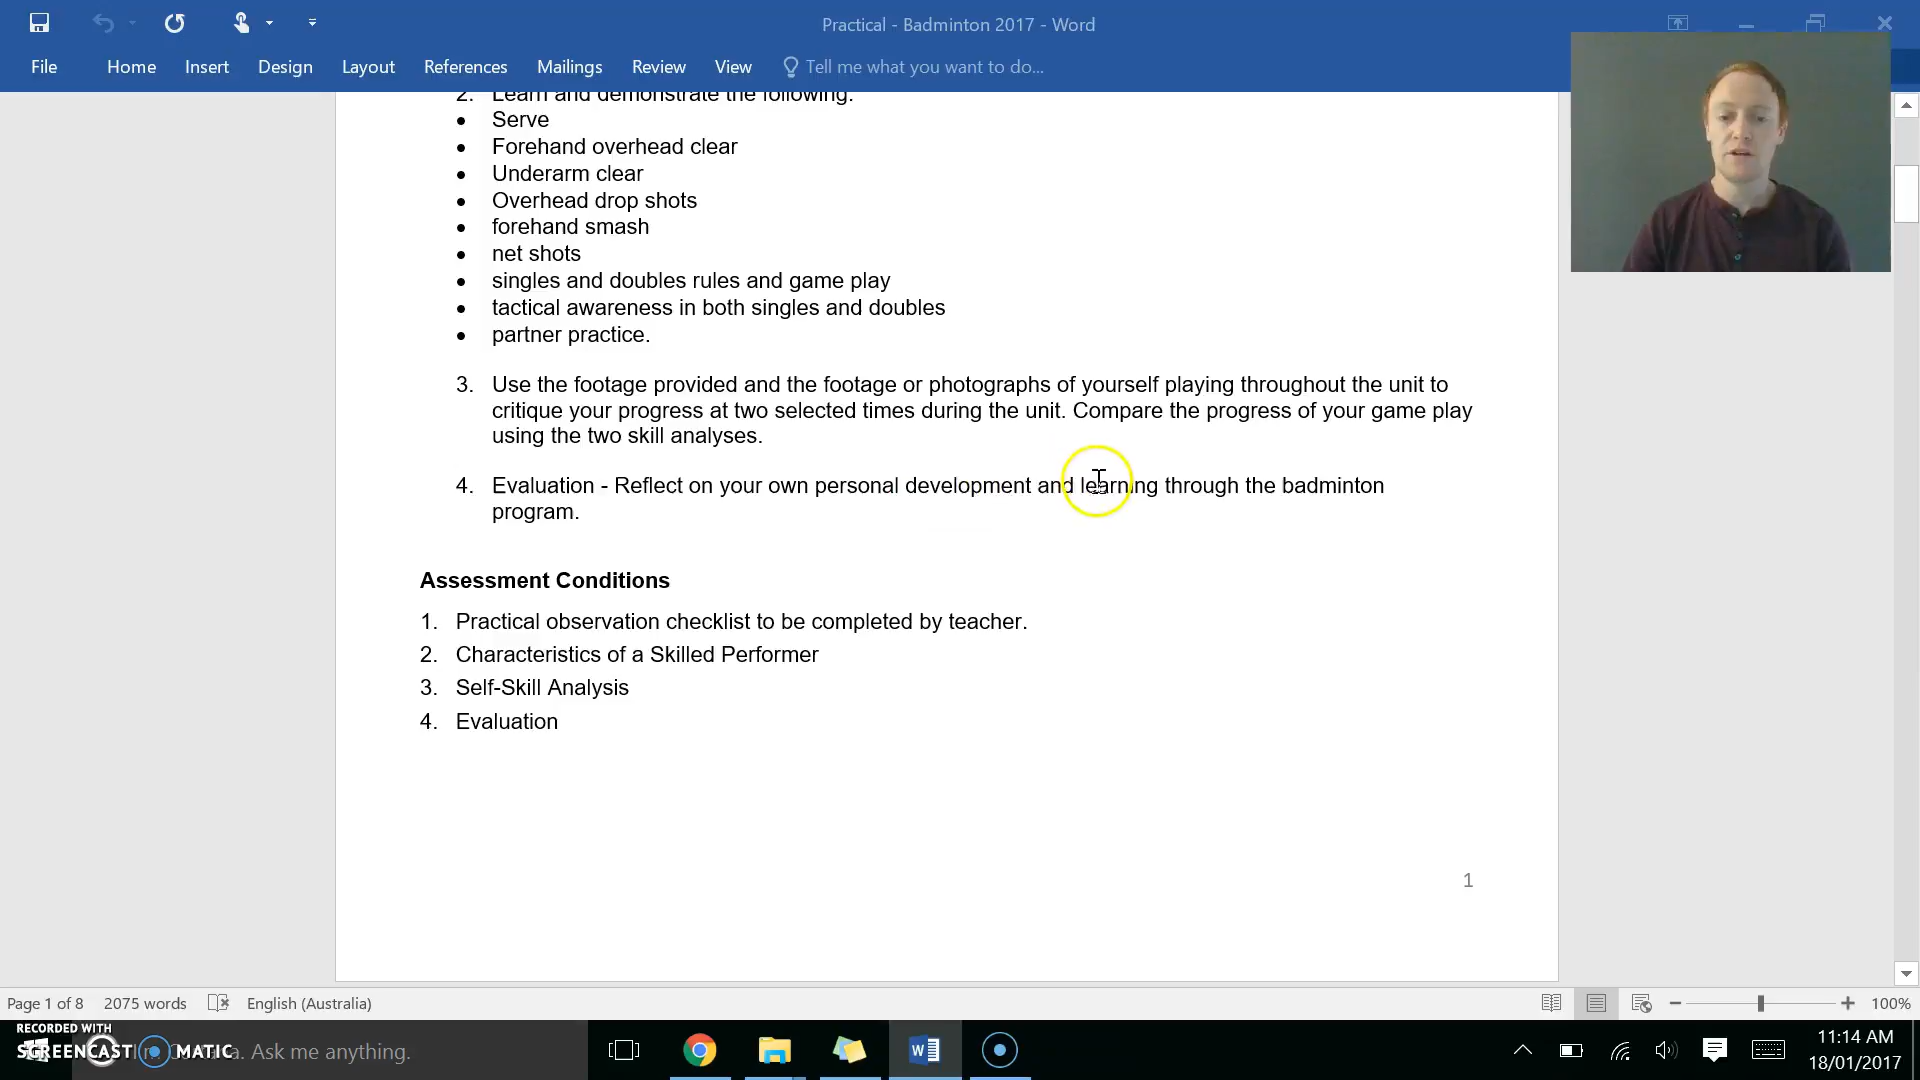 Practical - Badminton 2017 - Word
File Home Insert Design Layout References Mailings Review View Tell me what you want to do...
2. Learn and demonstrate the following:
• Serve
• Forehand overhead clear
• Underarm clear
• Overhead drop shots
• forehand smash
• net shots
• singles and doubles rules and game play
• tactical awareness in both singles and doubles
• partner practice.
3. Use the footage provided and the footage or photographs of yourself playing throughout the unit to
critique your progress at two selected times during the unit. Compare the progress of your game play
using the two skill analyses.
4. Evaluation - Reflect on your own personal development and learning through the badminton
program.
Assessment Conditions
1. Practical observation checklist to be completed by teacher.
2. Characteristics of a Skilled Performer
3. Self-Skill Analysis
4. Evaluation
1
Page 1 of 8 2075 words English (Australia) 100%
RECORDED WITH
SCREENCAST MATIC
Ask me anything.
11:14 AM
18/01/2017